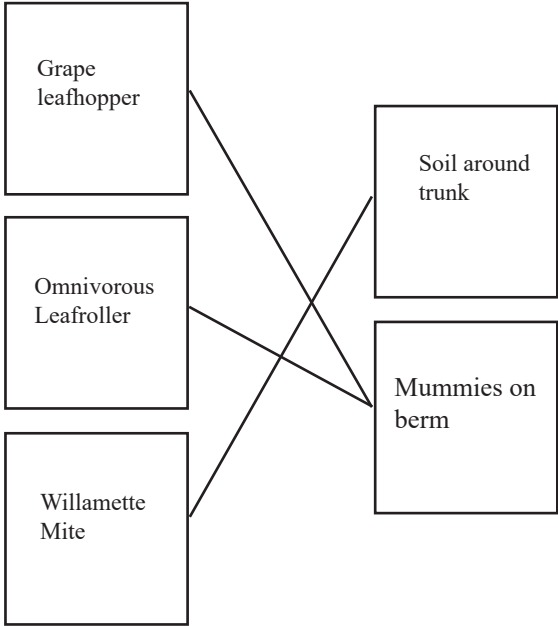 Grape
leafhopper
Omnivorous
Leafroller
Willamette
Mite
Soil around
trunk
Mummies on
berm